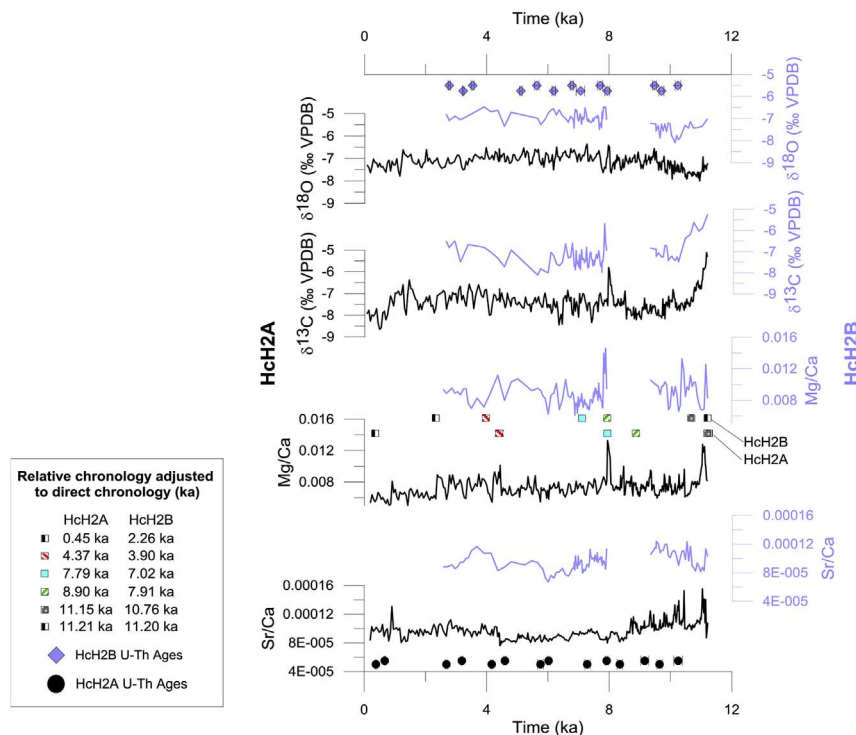 Time (ka)
0 4 8 12
-5
-6
-7
-8
-9
δ18O (‰ VPDB)
-5
-6
-7
-8
-9
δ18O (‰ VPDB)
-5
-6
-7
-8
-9
δ13C (‰ VPDB)
-5
-6
-7
-8
-9
δ13C (‰ VPDB)
HcH2A
HcH2B
0.016
0.012
0.008
Mg/Ca
0.016
0.012
0.008
Mg/Ca
HcH2B
HcH2A
0.00016
0.00012
8E-005
4E-005
Sr/Ca
0.00016
0.00012
8E-005
4E-005
Sr/Ca
0 4 8 12
Time (ka)
Relative chronology adjusted
to direct chronology (ka)
HcH2A HcH2B
0.45 ka 2.26 ka
4.37 ka 3.90 ka
7.79 ka 7.02 ka
8.90 ka 7.91 ka
11.15 ka 10.76 ka
11.21 ka 11.20 ka
HcH2B U-Th Ages
HcH2A U-Th Ages